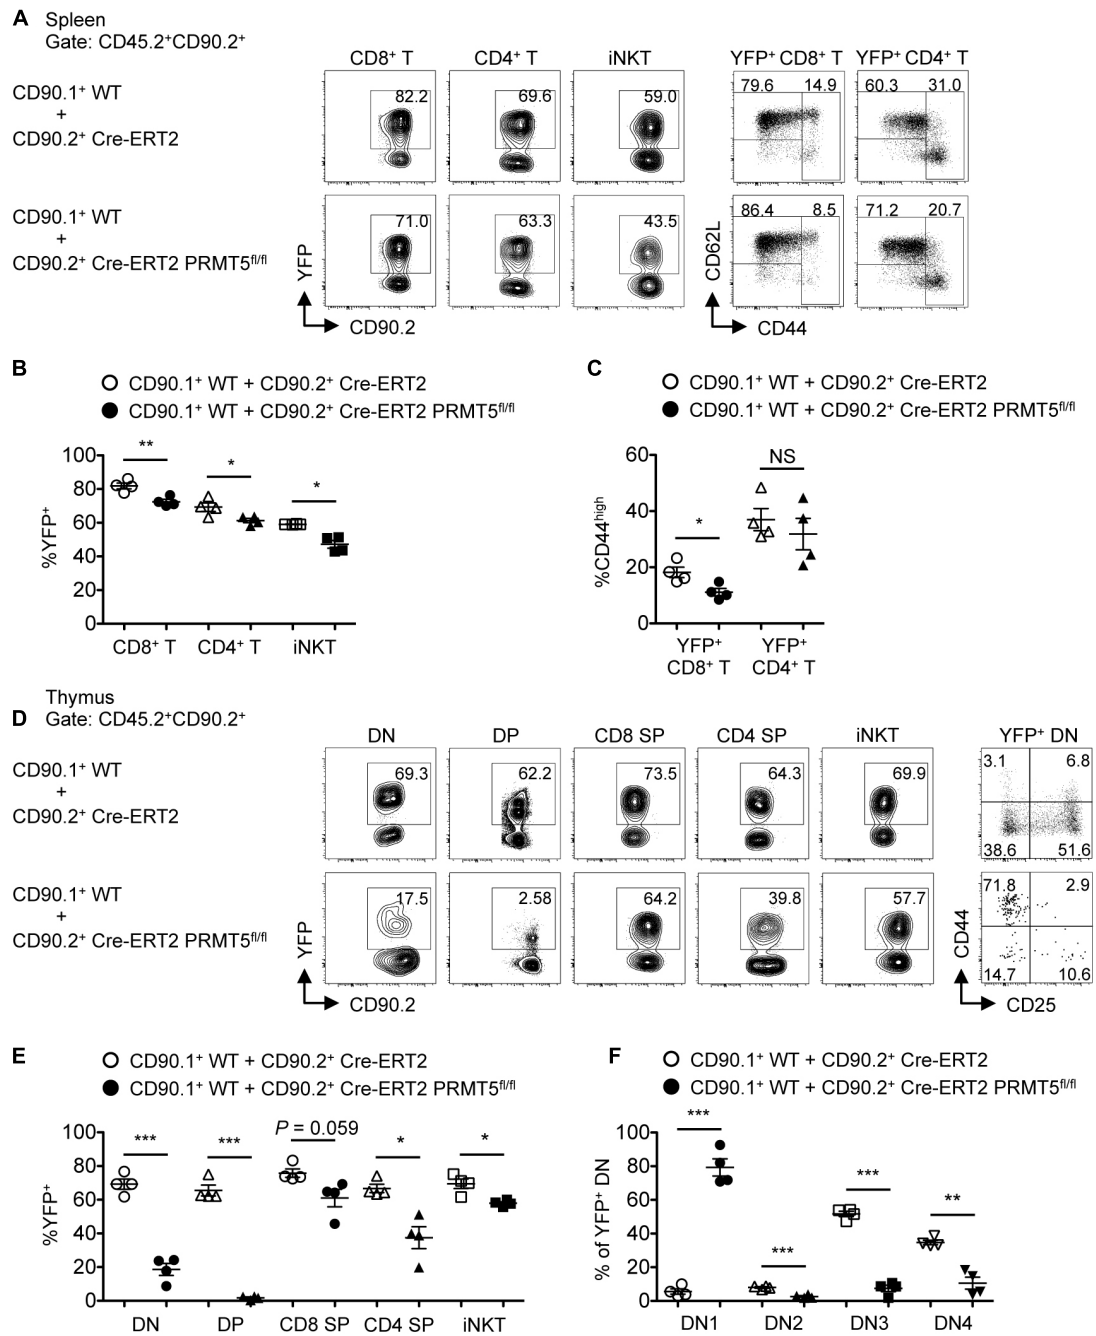 A Spleen
Gate: CD45.2⁺CD90.2⁺
CD8⁺ T CD4⁺ T iNKT YFP⁺ CD8⁺ T YFP⁺ CD4⁺ T
CD90.1⁺ WT
+
CD90.2⁺ Cre-ERT2
82.2 69.6 59.0 79.6 14.9 60.3 31.0
CD90.1⁺ WT
+
CD90.2⁺ Cre-ERT2 PRMT5ᶠˡ/ᶠˡ
71.0 63.3 43.5 86.4 8.5 71.2 20.7
YFP
CD90.2
CD62L
CD44
B
CD90.1⁺ WT + CD90.2⁺ Cre-ERT2
CD90.1⁺ WT + CD90.2⁺ Cre-ERT2 PRMT5ᶠˡ/ᶠˡ
%YFP⁺
100
80
60
40
20
0
** * *
CD8⁺ T CD4⁺ T iNKT
C
CD90.1⁺ WT + CD90.2⁺ Cre-ERT2
CD90.1⁺ WT + CD90.2⁺ Cre-ERT2 PRMT5ᶠˡ/ᶠˡ
%CD44ʰⁱᵍʰ
60
40
20
0
* NS
YFP⁺ YFP⁺
CD8⁺ T CD4⁺ T
D Thymus
Gate: CD45.2⁺CD90.2⁺
DN DP CD8 SP CD4 SP iNKT YFP⁺ DN
CD90.1⁺ WT
+
CD90.2⁺ Cre-ERT2
69.3 62.2 73.5 64.3 69.9 3.1 6.8
38.6 51.6
CD90.1⁺ WT
+
CD90.2⁺ Cre-ERT2 PRMT5ᶠˡ/ᶠˡ
17.5 2.58 64.2 39.8 57.7 71.8 2.9
14.7 10.6
YFP
CD90.2
CD44
CD25
E
CD90.1⁺ WT + CD90.2⁺ Cre-ERT2
CD90.1⁺ WT + CD90.2⁺ Cre-ERT2 PRMT5ᶠˡ/ᶠˡ
%YFP⁺
100
80
60
40
20
0
*** *** P = 0.059 * *
DN DP CD8 SP CD4 SP iNKT
F
CD90.1⁺ WT + CD90.2⁺ Cre-ERT2
CD90.1⁺ WT + CD90.2⁺ Cre-ERT2 PRMT5ᶠˡ/ᶠˡ
% of YFP⁺ DN
100
80
60
40
20
0
*** *** *** **
DN1 DN2 DN3 DN4